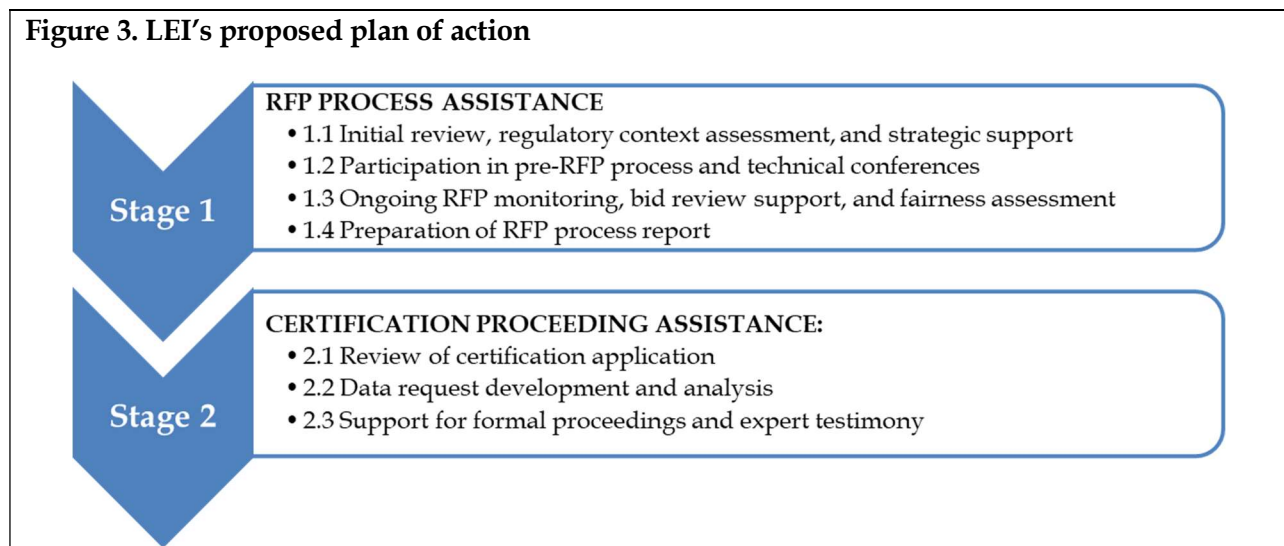 Figure 3. LEI's proposed plan of action
Stage 1
RFP PROCESS ASSISTANCE
• 1.1 Initial review, regulatory context assessment, and strategic support
• 1.2 Participation in pre-RFP process and technical conferences
• 1.3 Ongoing RFP monitoring, bid review support, and fairness assessment
• 1.4 Preparation of RFP process report
Stage 2
CERTIFICATION PROCEEDING ASSISTANCE:
• 2.1 Review of certification application
• 2.2 Data request development and analysis
• 2.3 Support for formal proceedings and expert testimony